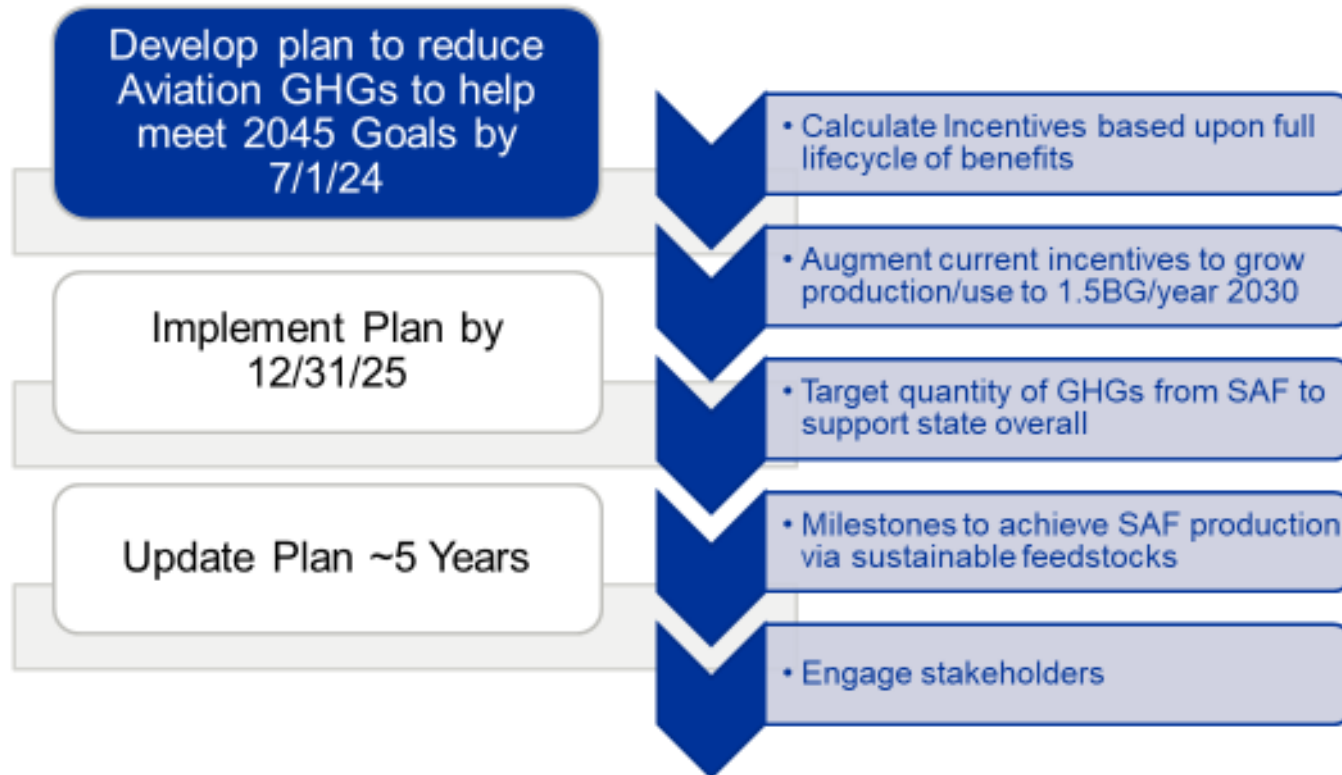 Develop plan to reduce
Aviation GHGs to help
meet 2045 Goals by
7/1/24
Implement Plan by
12/31/25
Update Plan ~5 Years
• Calculate Incentives based upon full
lifecycle of benefits
• Augment current incentives to grow
production/use to 1.5BG/year 2030
• Target quantity of GHGs from SAF to
support state overall
• Milestones to achieve SAF production
via sustainable feedstocks
• Engage stakeholders